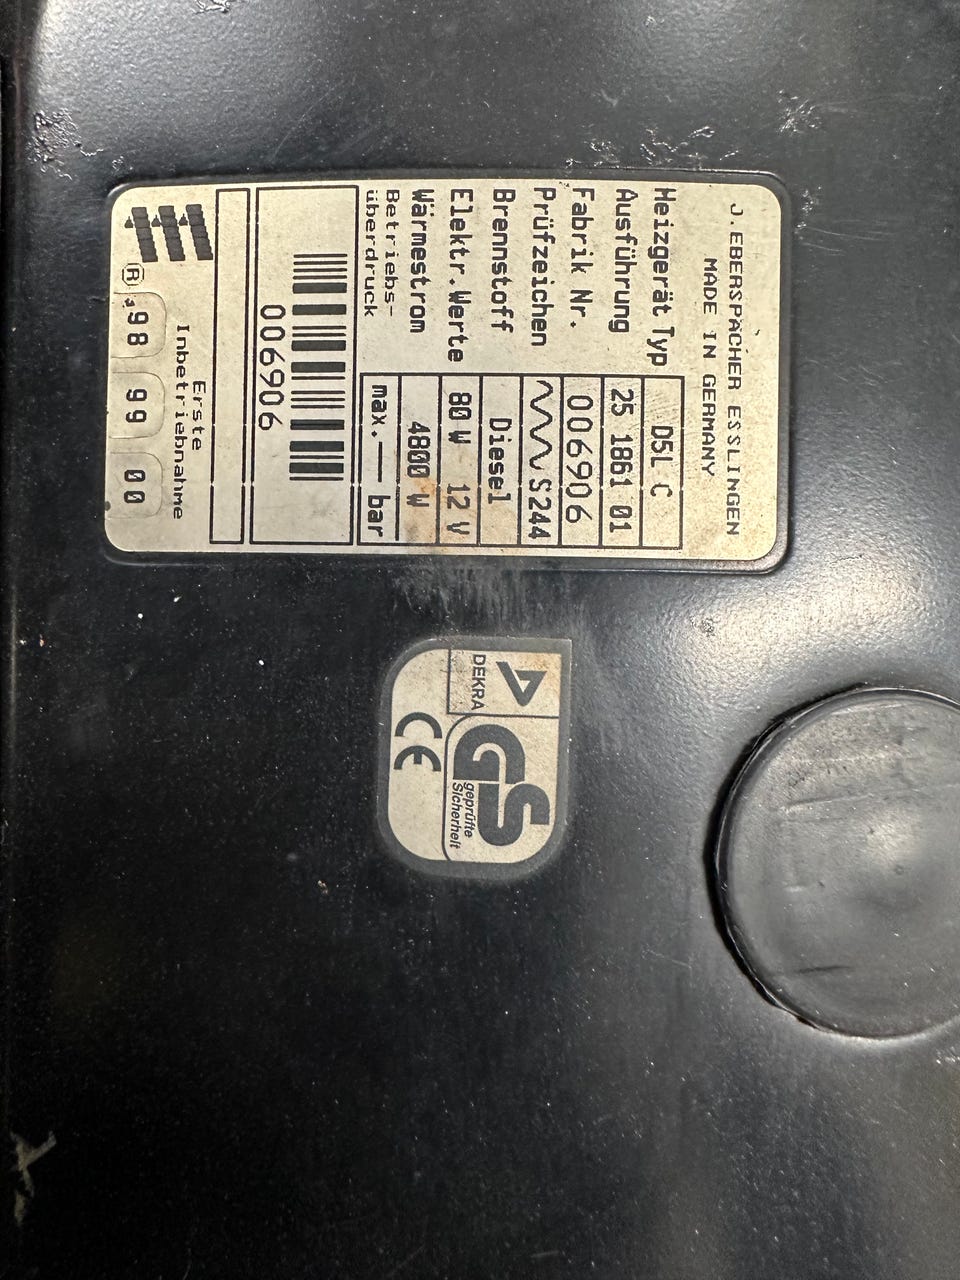 J. EBERSPÄCHER ESSLINGEN
MADE IN GERMANY
Heizgerät Typ D5L C
Ausführung 25 1861 01
Fabrik Nr. 006906
Prüfzeichen S244
Brennstoff Diesel
Elektr.Werte 80 W 12 V
Wärmestrom 4800 W
Betriebs-
überdruck max.—— bar
006906
Erste
Inbetriebnahme
® 98 99 00
DEKRA
GS
geprüfte
Sicherheit
CE